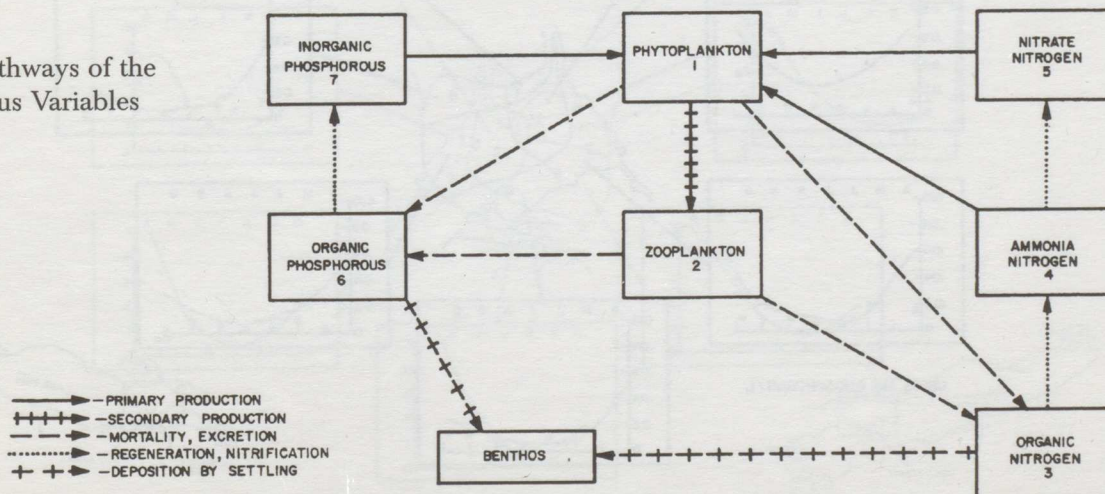 thways of the
us Variables
INORGANIC
PHOSPHOROUS
7
PHYTOPLANKTON
1
NITRATE
NITROGEN
5
ORGANIC
PHOSPHOROUS
6
ZOOPLANKTON
2
AMMONIA
NITROGEN
4
—PRIMARY PRODUCTION
—SECONDARY PRODUCTION
—MORTALITY, EXCRETION
—REGENERATION, NITRIFICATION
—DEPOSITION BY SETTLING
BENTHOS
ORGANIC
NITROGEN
3